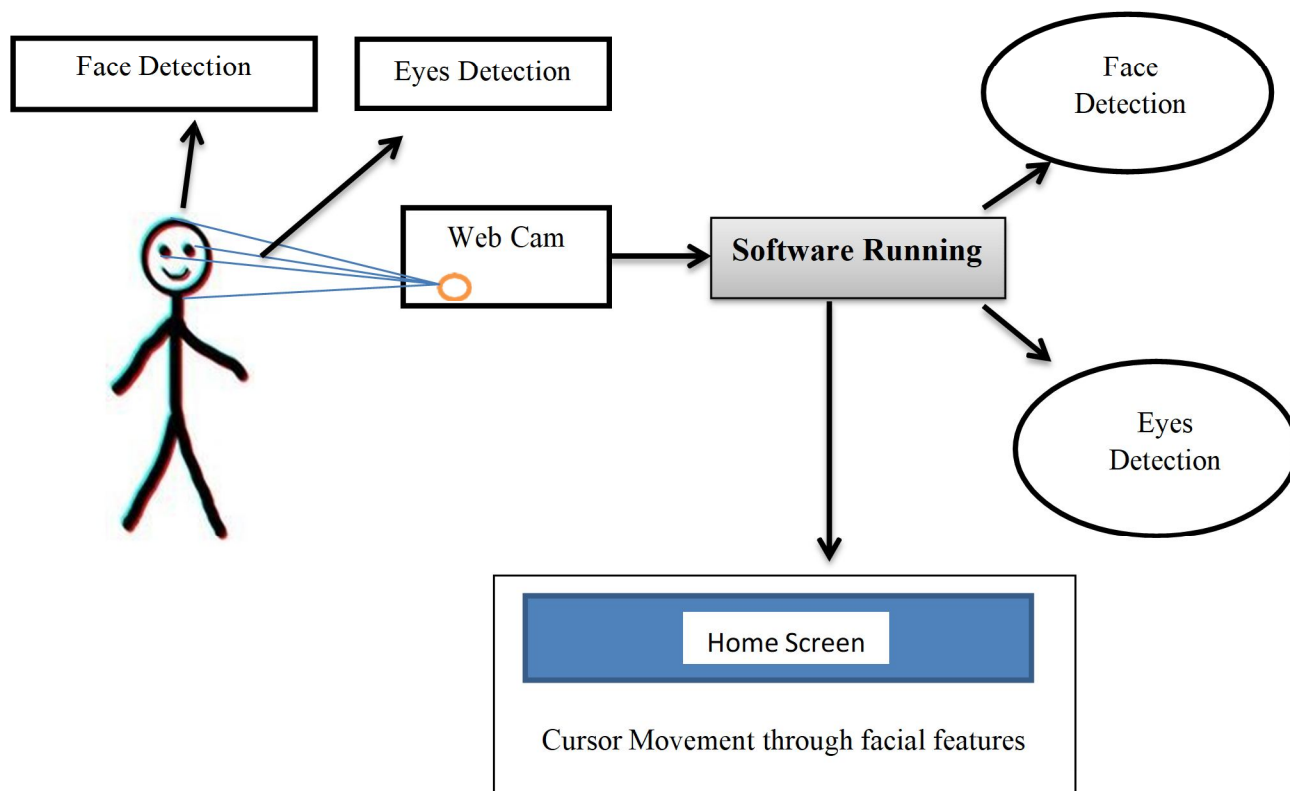 Face Detection
Eyes Detection
Face
Detection
Web Cam
Software Running
Eyes
Detection
Home Screen
Cursor Movement through facial features